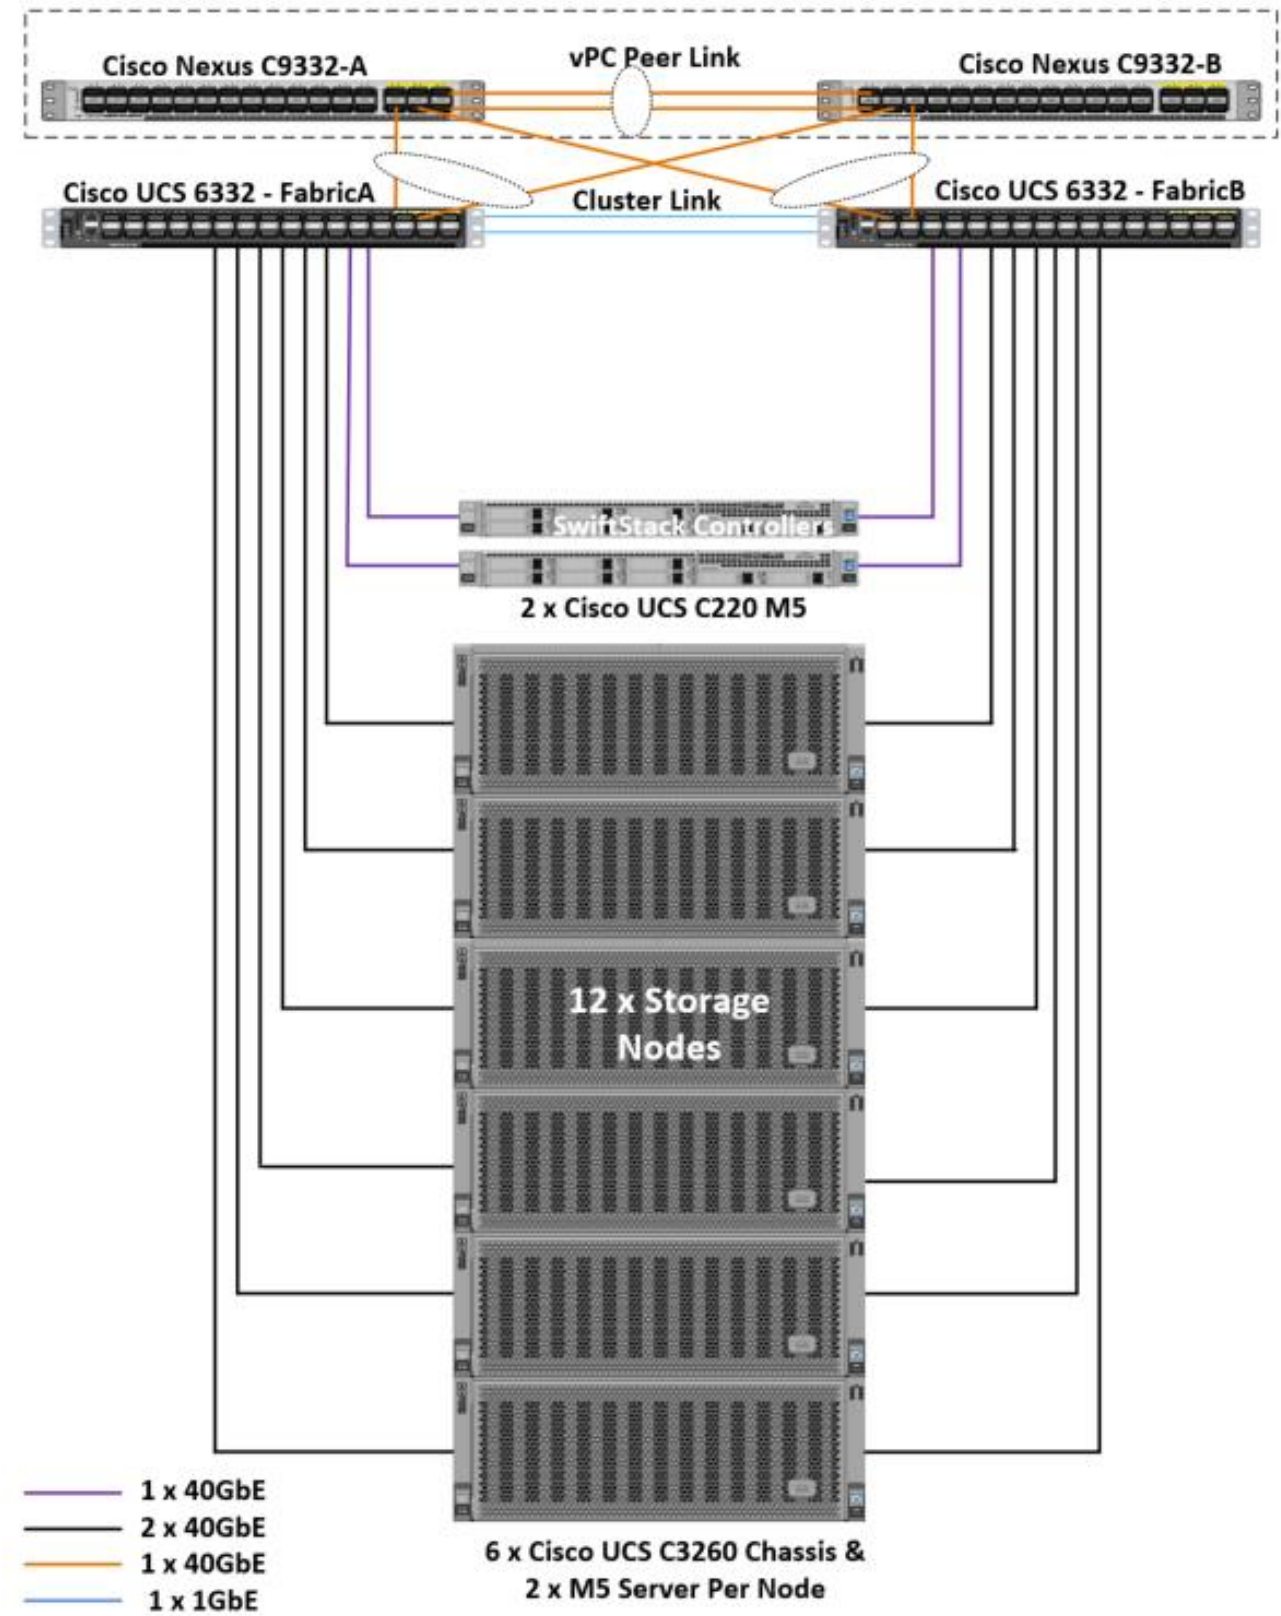 vPC Peer Link
Cisco Nexus C9332-A
Cisco Nexus C9332-B
Cisco UCS 6332 - FabricA
Cluster Link
Cisco UCS 6332 - FabricB
SwiftStack Controllers
2 x Cisco UCS C220 M5
12 x Storage
Nodes
1 x 40GbE
2 x 40GbE
1 x 40GbE
1 x 1GbE
6 x Cisco UCS C3260 Chassis &
2 x M5 Server Per Node